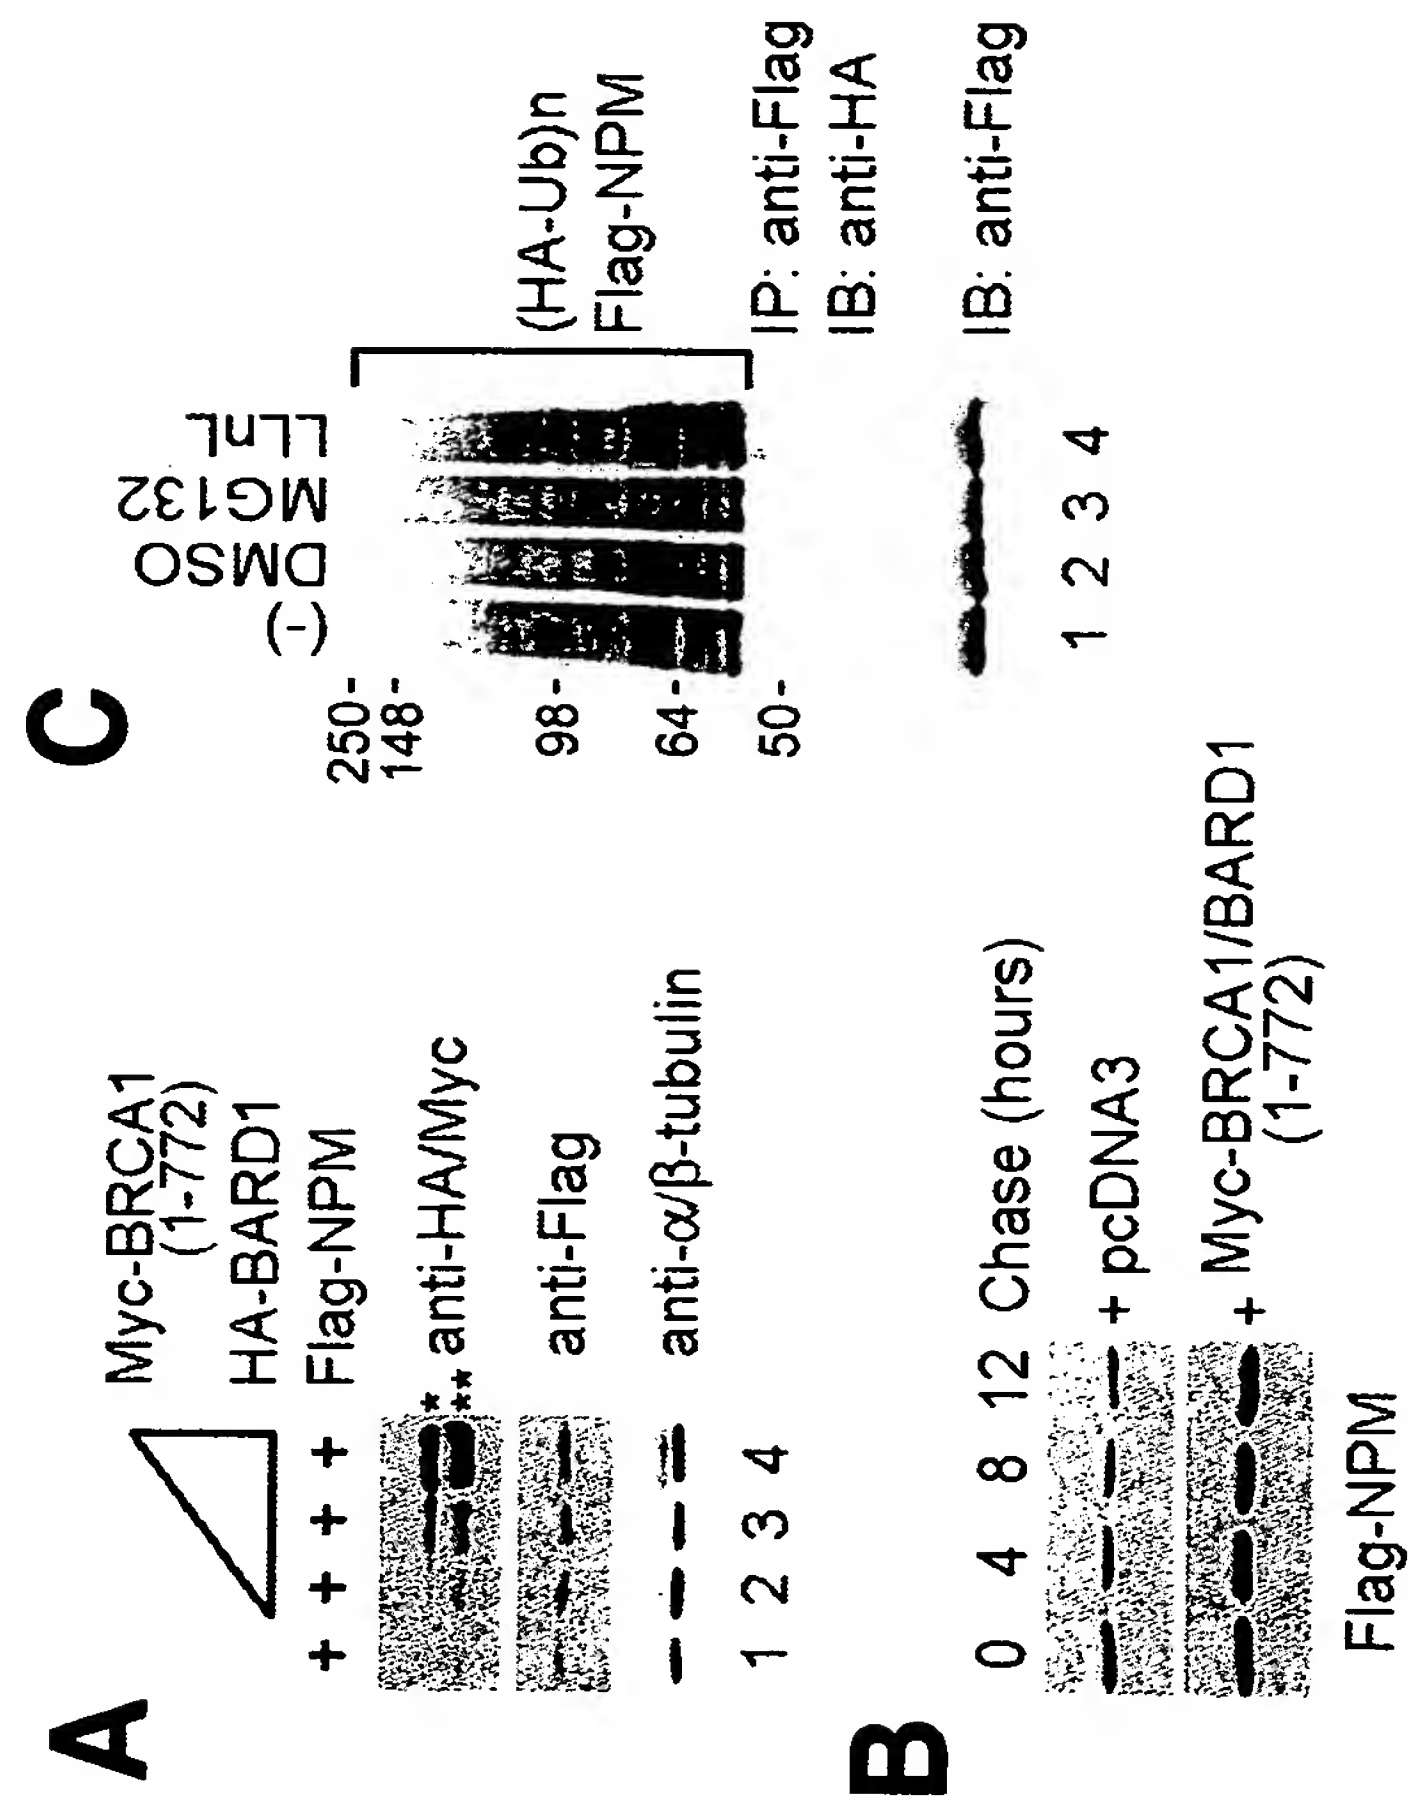 A
Myc-BRCA1
(1-772)
HA-BARD1
+ + + + Flag-NPM
* anti-HA/Myc
**
anti-Flag
anti-α/β-tubulin
1 2 3 4
B
0 4 8 12 Chase (hours)
+ pcDNA3
+ Myc-BRCA1/BARD1
(1-772)
Flag-NPM
C
(-) DMSO MG132 LLnL
250-
148-
98-
64-
50-
(HA-Ub)n
Flag-NPM
IP: anti-Flag
IB: anti-HA
IB: anti-Flag
1 2 3 4